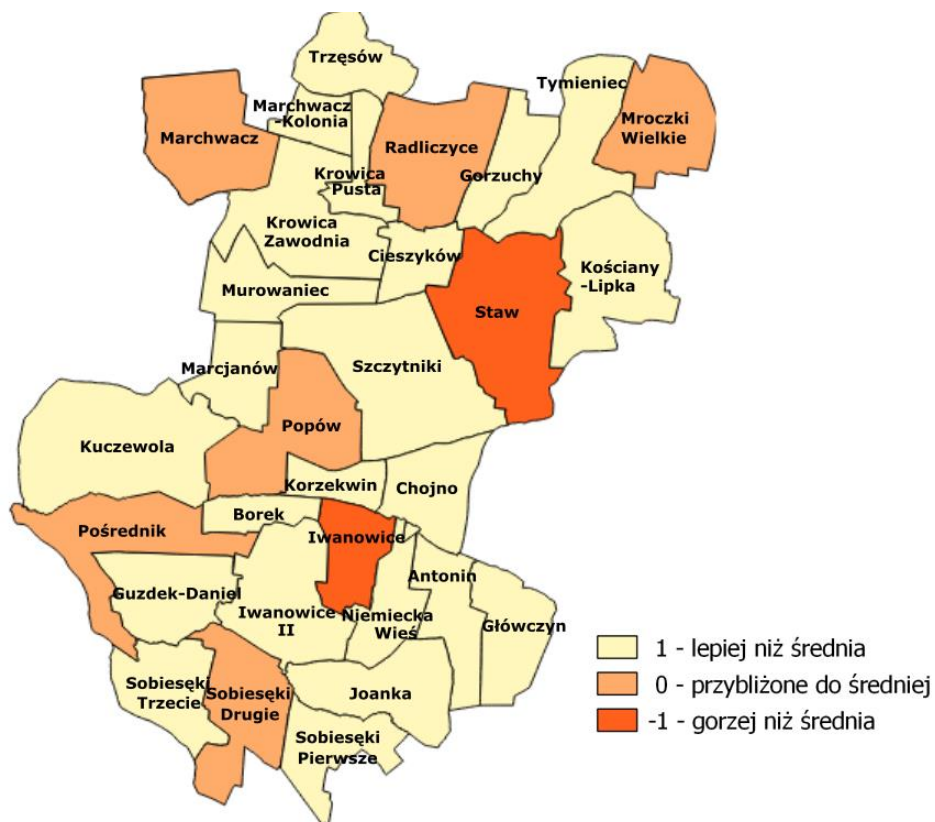 Trzęsów
Tymieniec
Marchwacz
-Kolonia
Mroczki
Wielkie
Marchwacz
Radliczyce
Krowica
Pusta
Gorzuchy
Krowica
Zawodnia
Cieszyków
Kościany
-Lipka
Murowaniec
Staw
Marcjanów
Szczytniki
Popów
Kuczewola
Korzekwin
Chojno
Borek
Pośrednik
Iwanowice
Antonin
Guzdek-Daniel
Iwanowice
II
Niemiecka
Wieś
Główczyn
Sobiesęki
Trzecie
Sobiesęki
Drugie
Joanka
Sobiesęki
Pierwsze
1 - lepiej niż średnia
0 - przybliżone do średniej
-1 - gorzej niż średnia